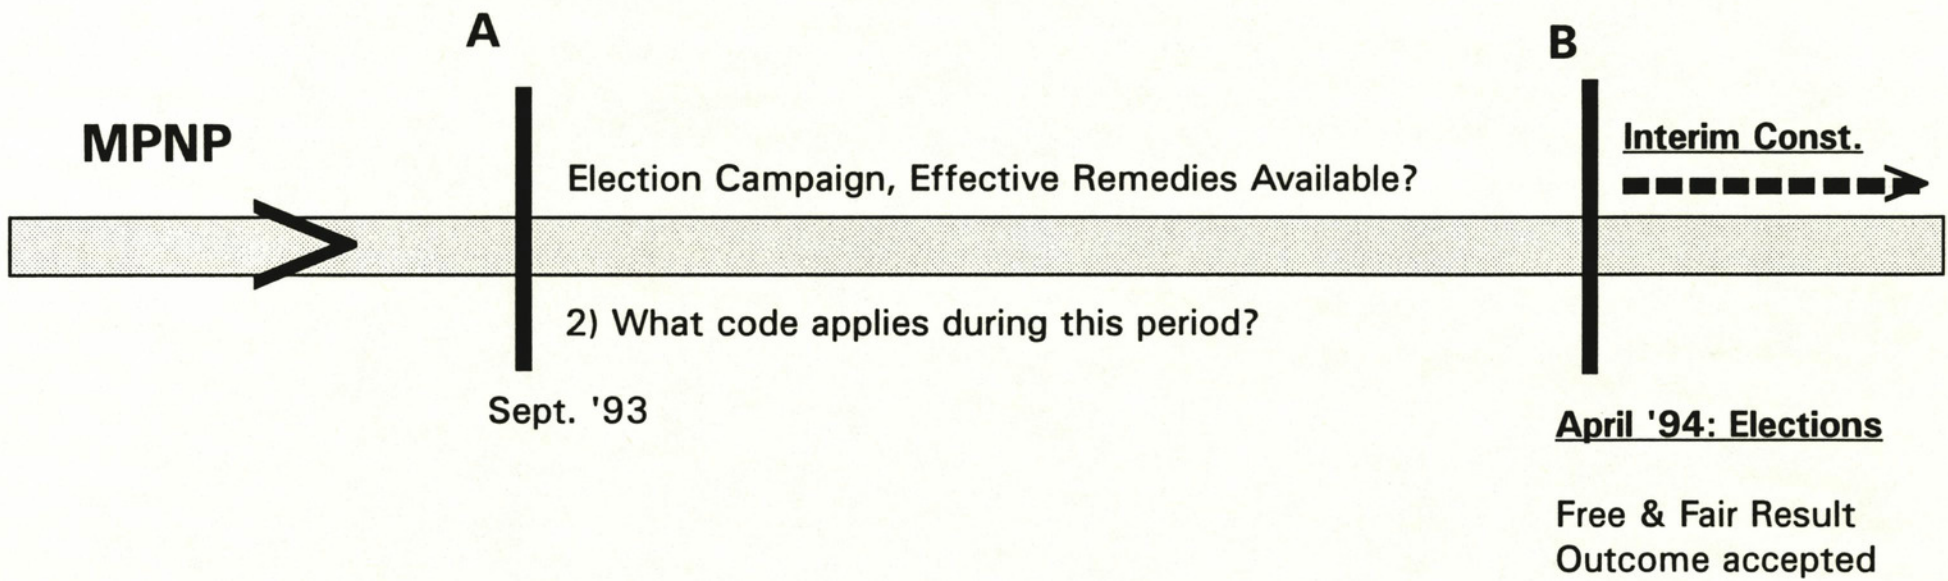 A
B
MPNP
Interim Const.
Election Campaign, Effective Remedies Available?
2) What code applies during this period?
Sept. '93
April '94: Elections
Free & Fair Result
Outcome accepted